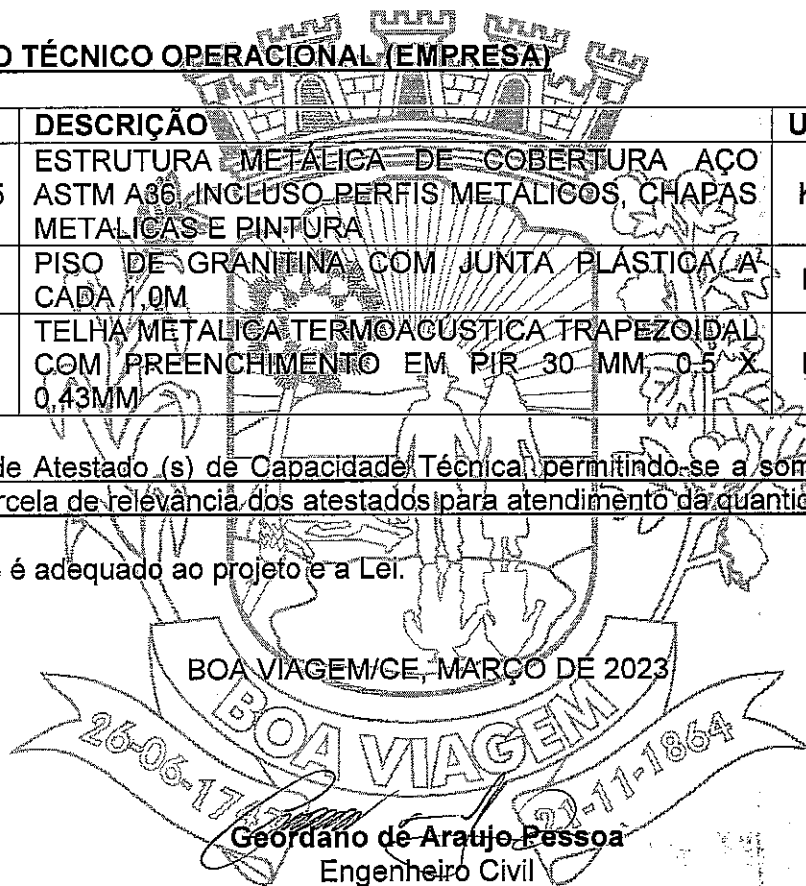 O TÉCNICO OPERACIONAL (EMPRESA)
DESCRIÇÃO U
5 ESTRUTURA METÁLICA DE COBERTURA AÇO
ASTM A36, INCLUSO PERFIS METÁLICOS, CHAPAS
METALICAS E PINTURA
PISO DE GRANITINA COM JUNTA PLÁSTICA A
CADA 1,0M
TELHA METALICA TERMOACÚSTICA TRAPEZOIDAL
COM PREENCHIMENTO EM PIR 30 MM, 0.5 X
0,43MM
de Atestado (s) de Capacidade Técnica, permitindo-se a som
rcela de relevância dos atestados para atendimento da quantid
é adequado ao projeto e a Lei.
BOA VIAGEM/CE, MARÇO DE 2023
BOA VIAGEM
26-06-17
21-11-1864
Geordano de Araujo Pessoa
Engenheiro Civil